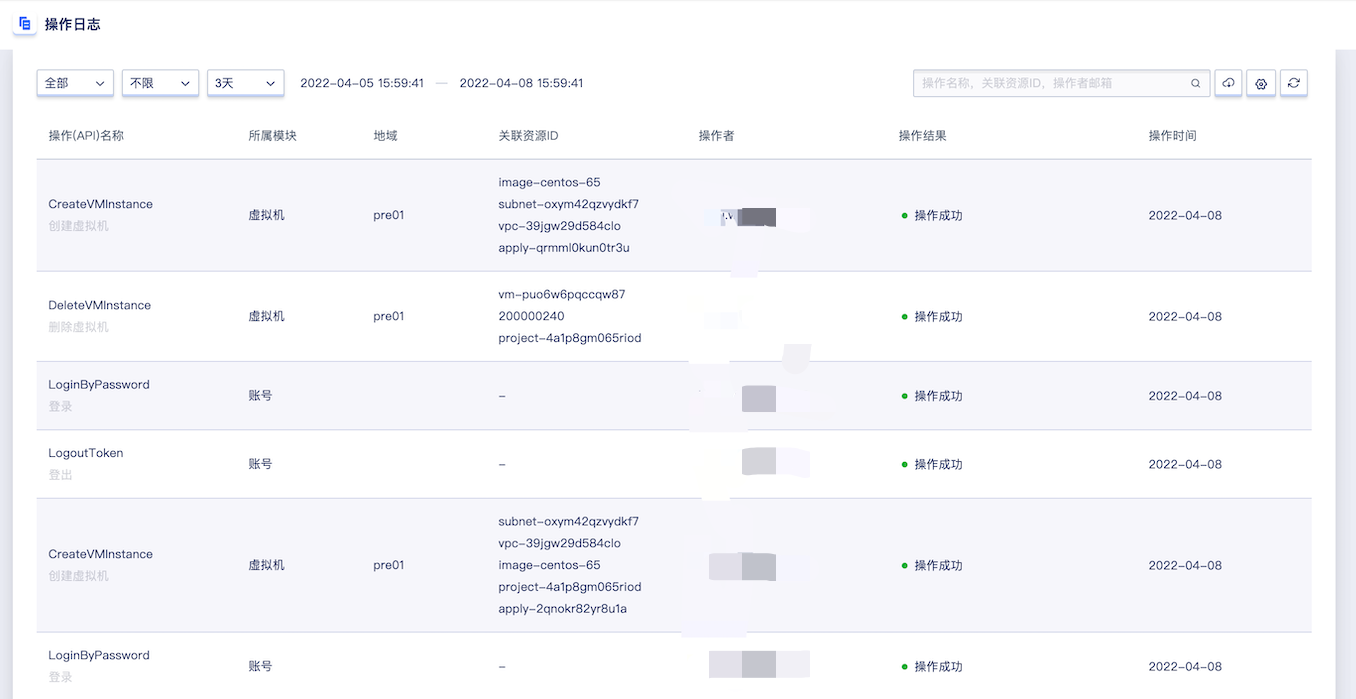 操作日志
全部 不限 3天 2022-04-05 15:59:41 — 2022-04-08 15:59:41 操作名称，关联资源ID，操作者邮箱
操作(API)名称 所属模块 地域 关联资源ID 操作者 操作结果 操作时间
CreateVMInstance
创建虚拟机
虚拟机
pre01
image-centos-65
subnet-oxym42qzvydkf7
vpc-39jgw29d584clo
apply-qrmml0kun0tr3u
操作成功
2022-04-08
DeleteVMInstance
删除虚拟机
虚拟机
pre01
vm-puo6w6pqccqw87
200000240
project-4a1p8gm065riod
操作成功
2022-04-08
LoginByPassword
登录
账号
-
操作成功
2022-04-08
LogoutToken
登出
账号
-
操作成功
2022-04-08
CreateVMInstance
创建虚拟机
虚拟机
pre01
subnet-oxym42qzvydkf7
vpc-39jgw29d584clo
image-centos-65
project-4a1p8gm065riod
apply-2qnokr82yr8u1a
操作成功
2022-04-08
LoginByPassword
登录
账号
-
操作成功
2022-04-08